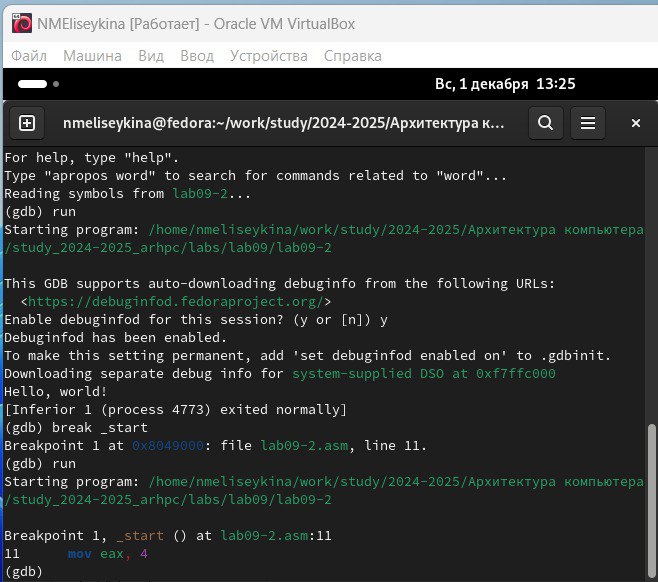 NMEliseykina [Работает] - Oracle VM VirtualBox
Файл Машина Вид Ввод Устройства Справка
Вс, 1 декабря 13:25
nmeliseykina@fedora:~/work/study/2024-2025/Архитектура к...
For help, type "help".
Type "apropos word" to search for commands related to "word"...
Reading symbols from lab09-2...
(gdb) run
Starting program: /home/nmeliseykina/work/study/2024-2025/Архитектура компьютера
/study_2024-2025_arhpc/labs/lab09/lab09-2
This GDB supports auto-downloading debuginfo from the following URLs:
<https://debuginfod.fedoraproject.org/>
Enable debuginfod for this session? (y or [n]) y
Debuginfod has been enabled.
To make this setting permanent, add 'set debuginfod enabled on' to .gdbinit.
Downloading separate debug info for system-supplied DSO at 0xf7ffc000
Hello, world!
[Inferior 1 (process 4773) exited normally]
(gdb) break _start
Breakpoint 1 at 0x8049000: file lab09-2.asm, line 11.
(gdb) run
Starting program: /home/nmeliseykina/work/study/2024-2025/Архитектура компьютера
/study_2024-2025_arhpc/labs/lab09/lab09-2
Breakpoint 1, _start () at lab09-2.asm:11
11 mov eax, 4
(gdb)